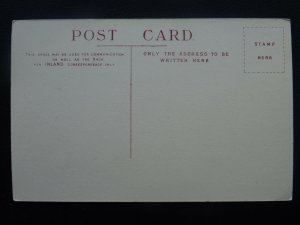 POST CARD
THIS SPACE MAY BE USED FOR COMMUNICATION
AS WELL AS THE BACK
FOR INLAND CORRESPONDENCE ONLY
ONLY THE ADDRESS TO BE
WRITTEN HERE
STAMP
HERE